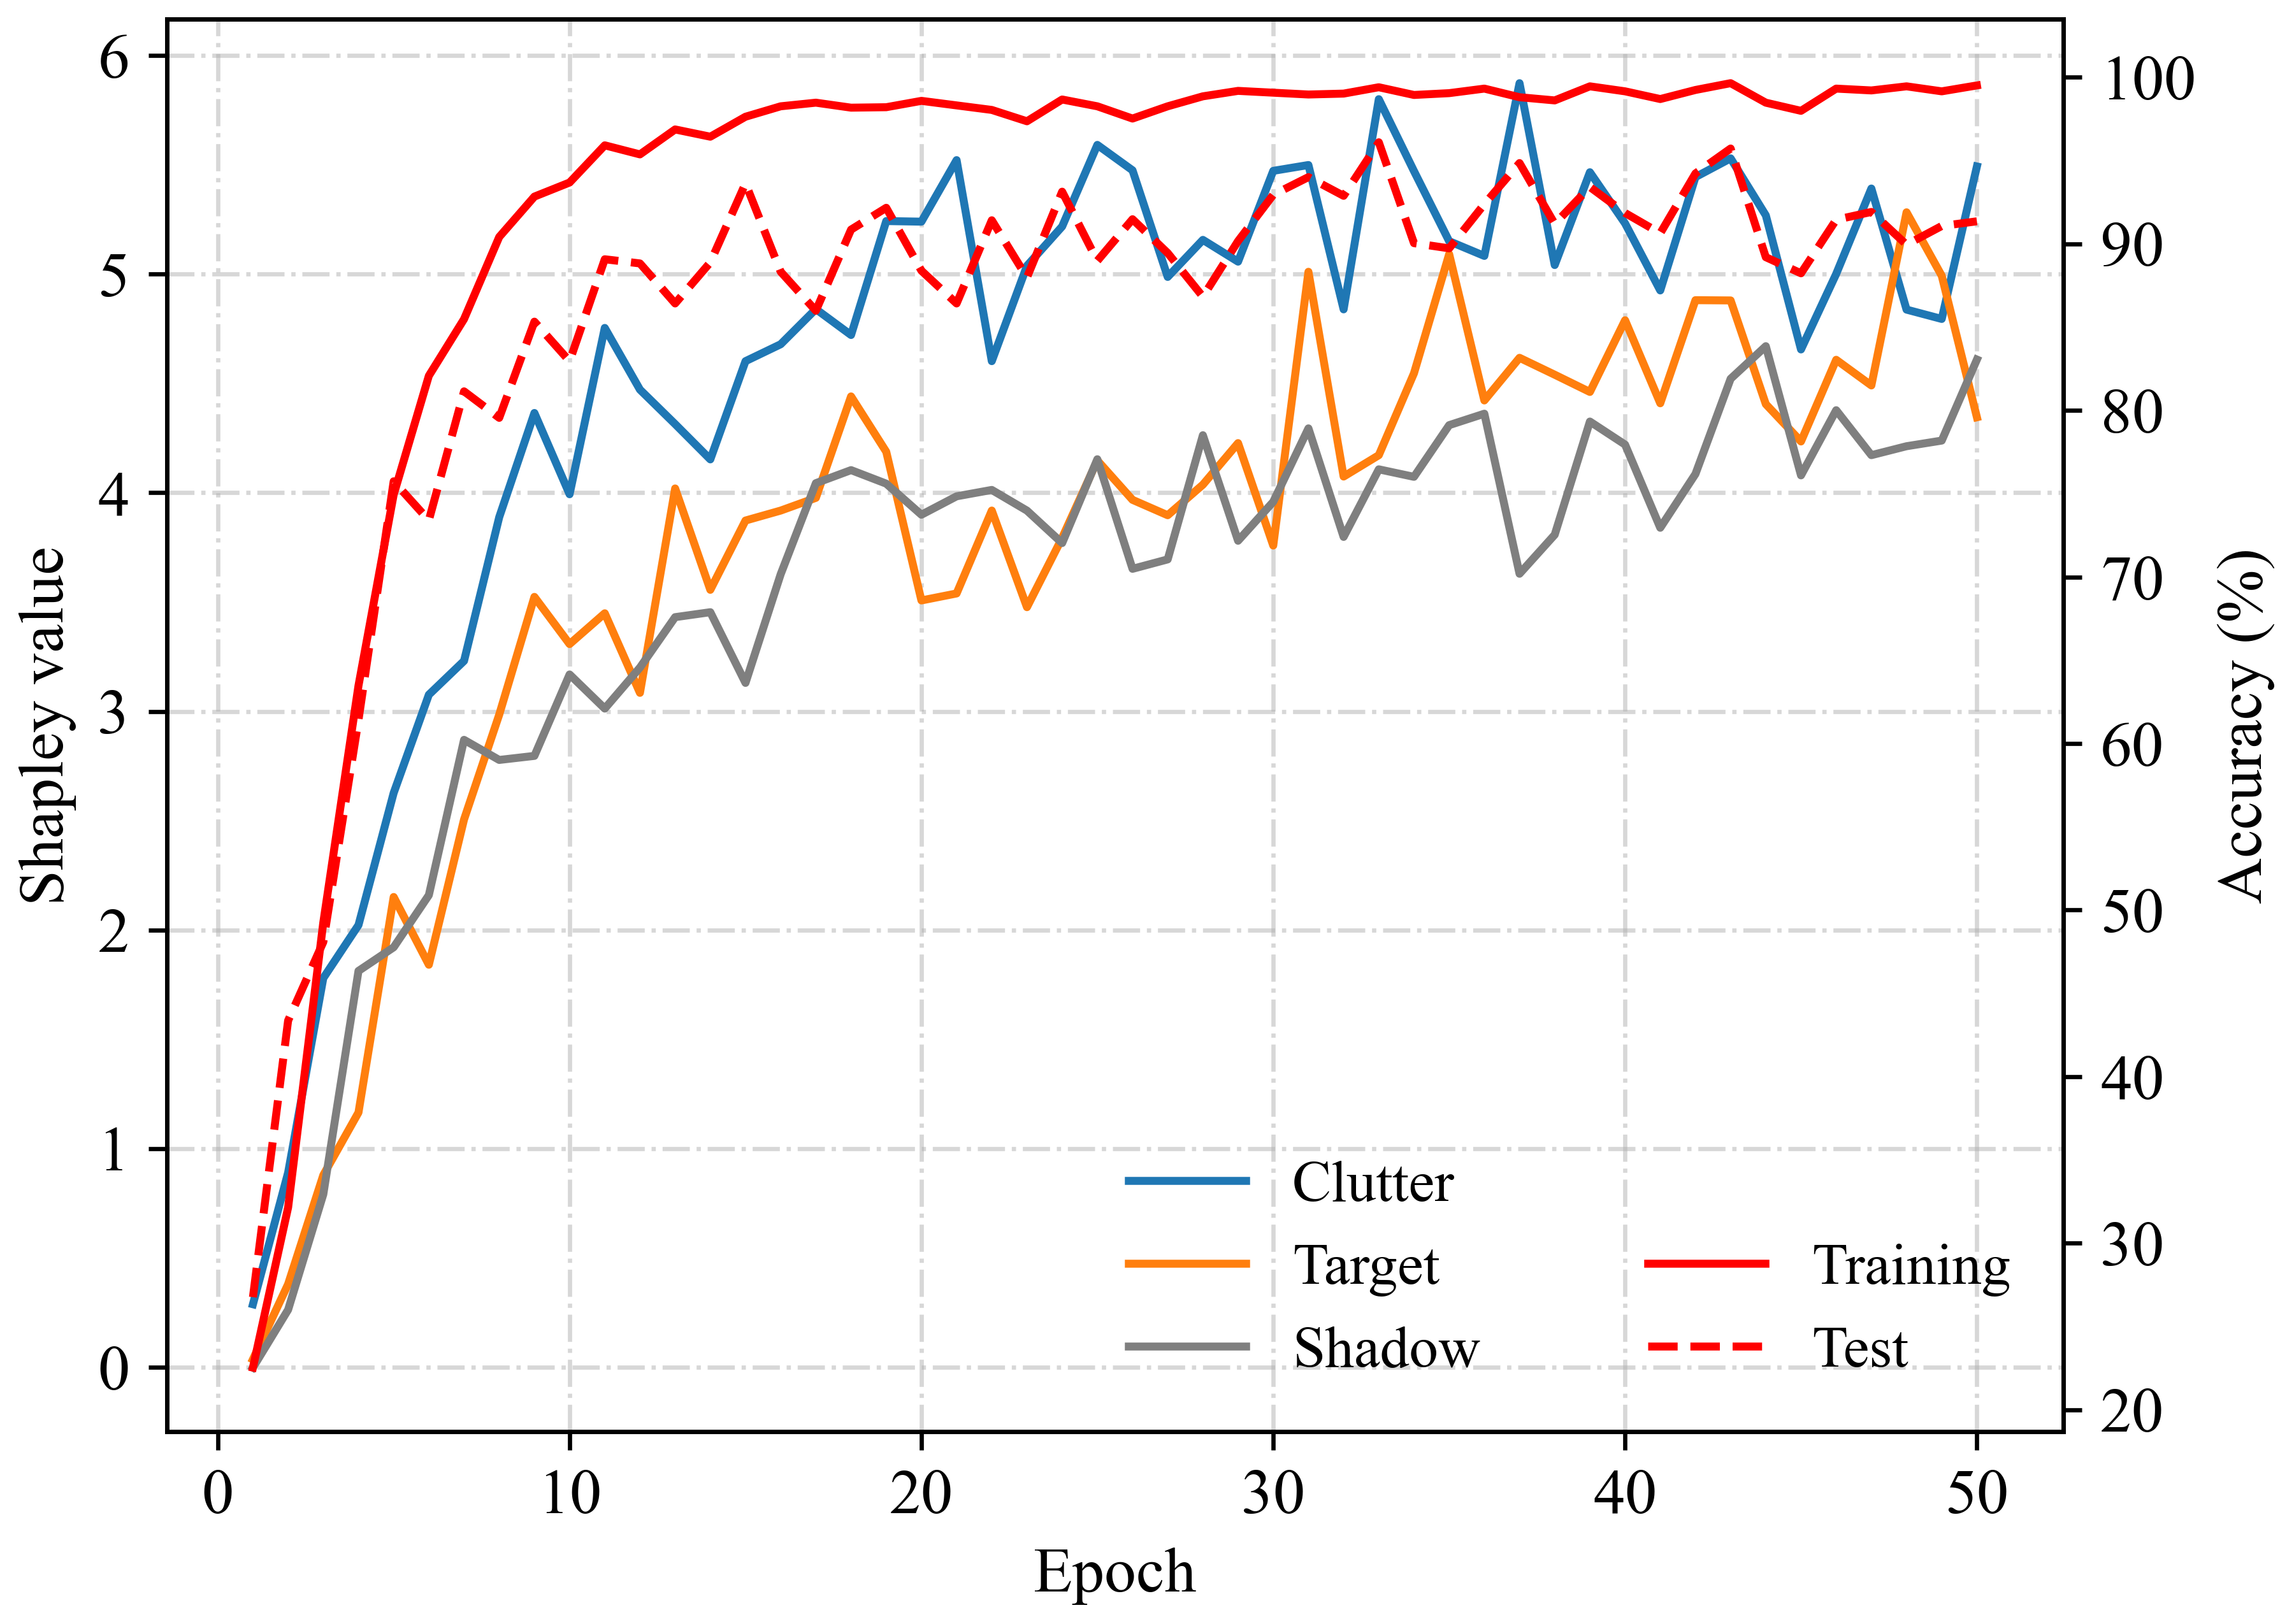 6
5
4
3
2
1
0
Shapley value
100
90
80
70
60
50
40
30
20
Accuracy (%)
Clutter
Target
Shadow
Training
Test
0 10 20 30 40 50
Epoch